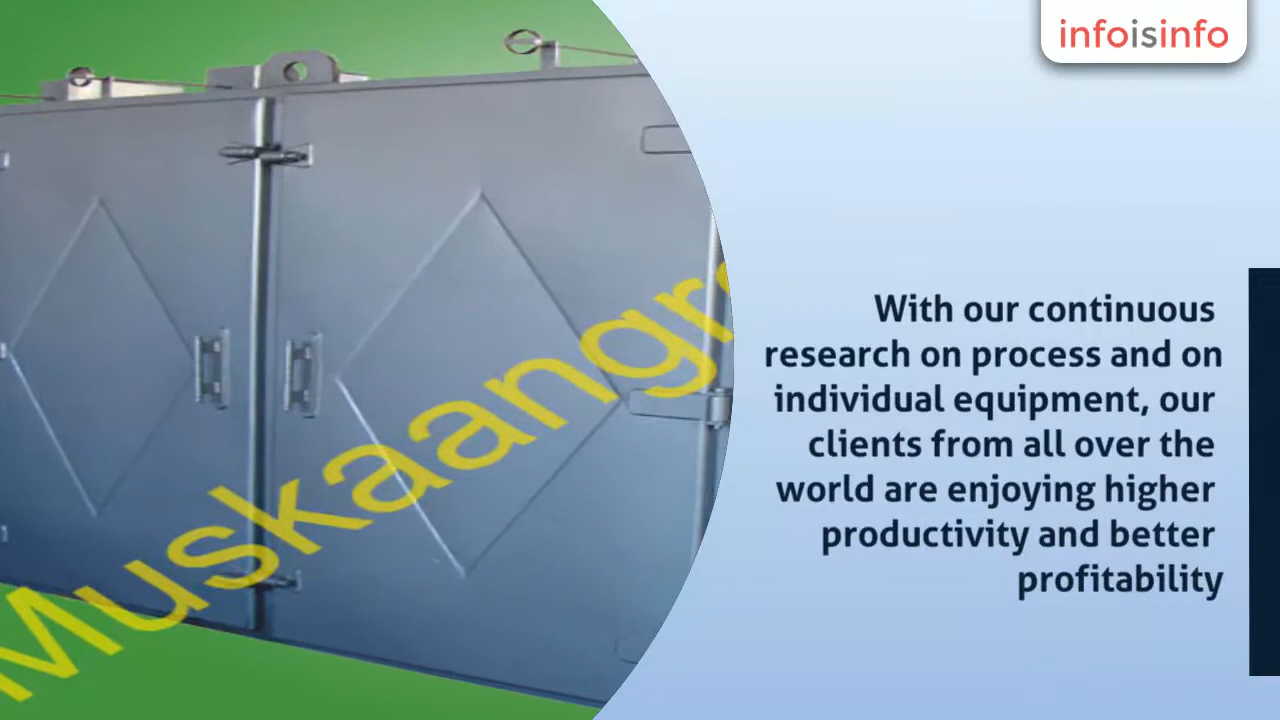 infoisinfo
With our continuous
research on process and on
individual equipment, our
clients from all over the
world are enjoying higher
productivity and better
profitability